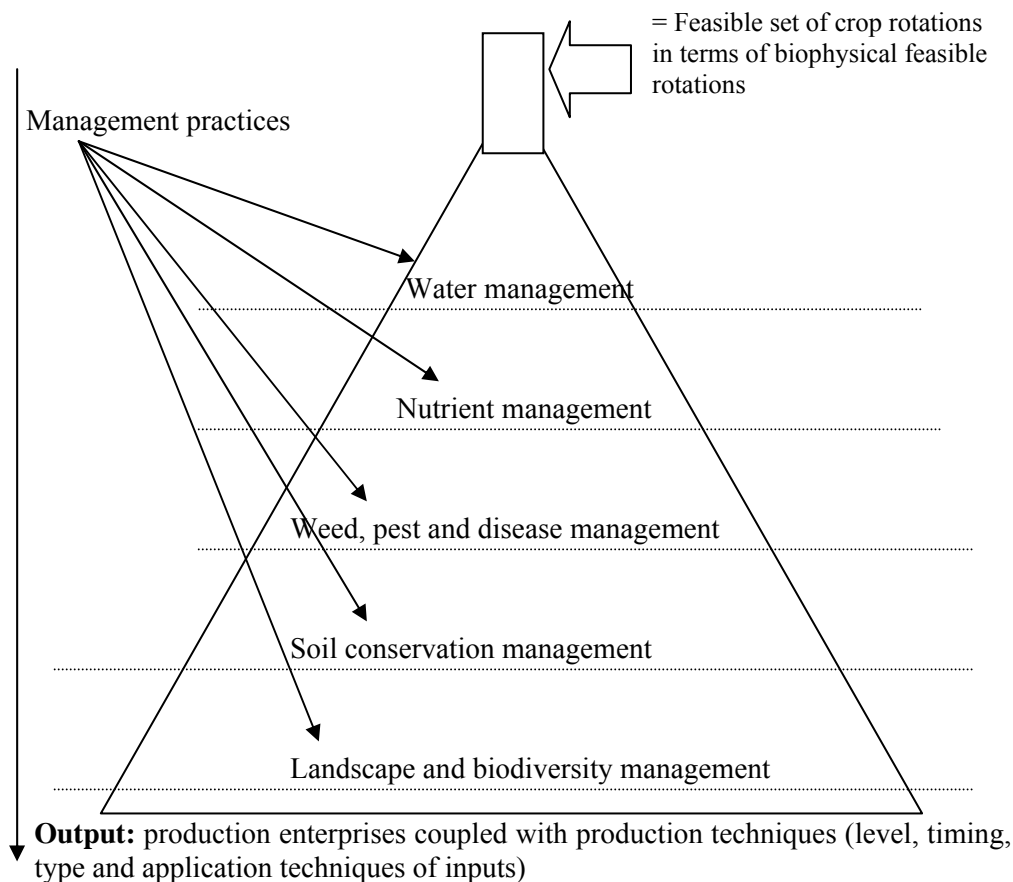 = Feasible set of crop rotations
in terms of biophysical feasible
rotations
Management practices
Water management
Nutrient management
Weed, pest and disease management
Soil conservation management
Landscape and biodiversity management
Output: production enterprises coupled with production techniques (level, timing,
type and application techniques of inputs)